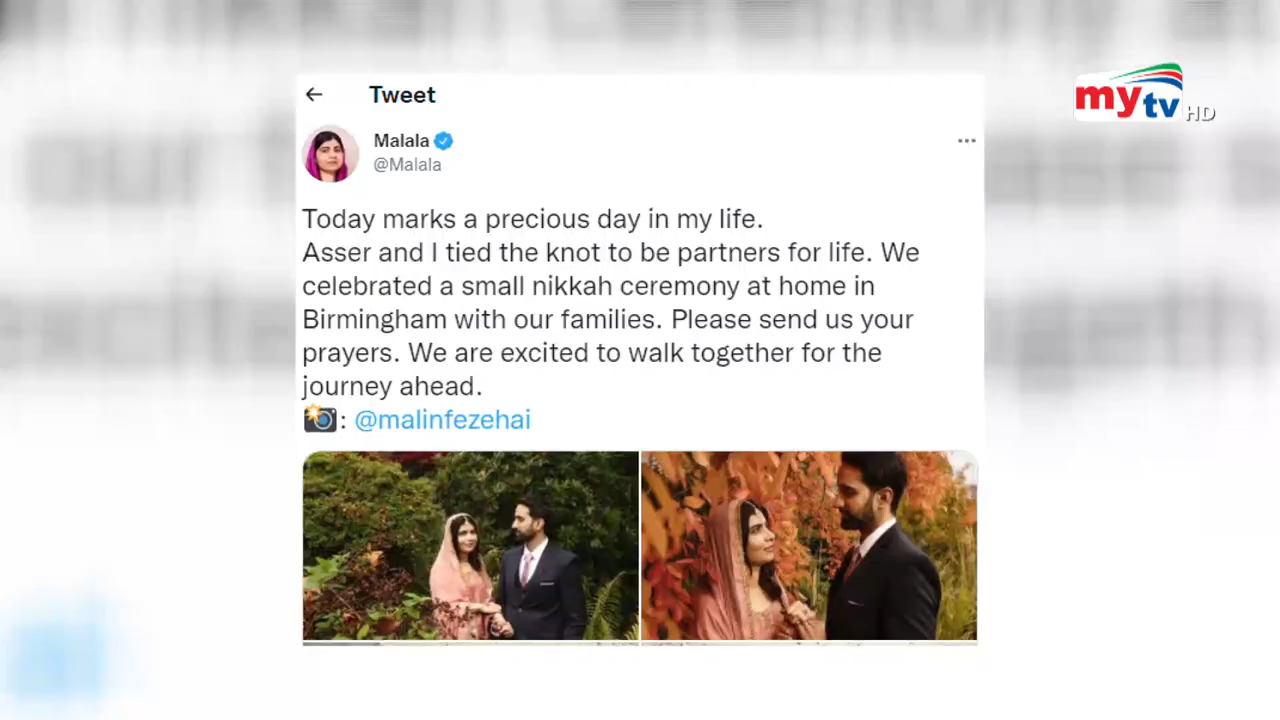 Tweet
Malala
@Malala
Today marks a precious day in my life.
Asser and I tied the knot to be partners for life. We
celebrated a small nikkah ceremony at home in
Birmingham with our families. Please send us your
prayers. We are excited to walk together for the
journey ahead.
📸: @malinfezehai
mytv HD